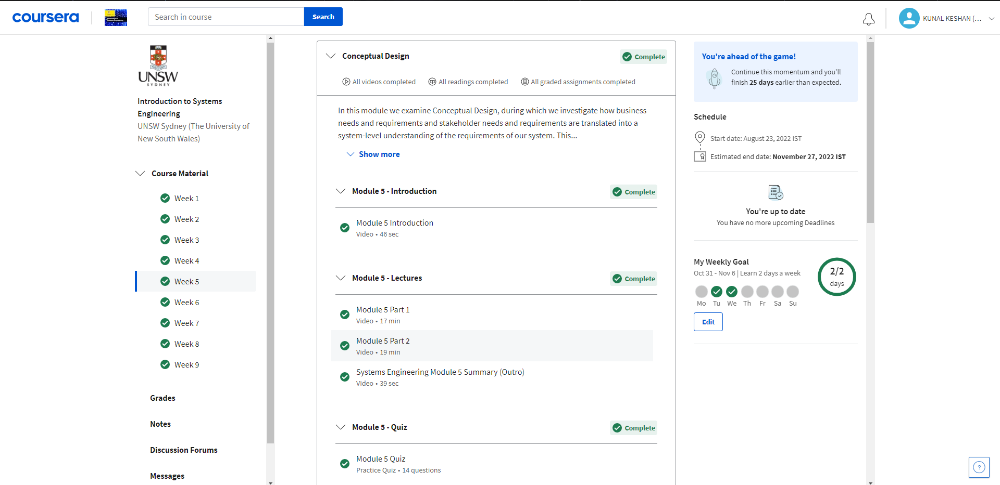 coursera
Search in course
Search
KUNAL KESHAN (...
UNSW
SYDNEY
Introduction to Systems
Engineering
UNSW Sydney (The University of
New South Wales)
Course Material
Week 1
Week 2
Week 3
Week 4
Week 5
Week 6
Week 7
Week 8
Week 9
Grades
Notes
Discussion Forums
Messages
Conceptual Design
Complete
All videos completed
All readings completed
All graded assignments completed
In this module we examine Conceptual Design, during which we investigate how business
needs and requirements and stakeholder needs and requirements are translated into a
system-level understanding of the requirements of our system. This...
Show more
Module 5 - Introduction
Complete
Module 5 Introduction
Video • 46 sec
Module 5 - Lectures
Complete
Module 5 Part 1
Video • 17 min
Module 5 Part 2
Video • 19 min
Systems Engineering Module 5 Summary (Outro)
Video • 39 sec
Module 5 - Quiz
Complete
Module 5 Quiz
Practice Quiz • 14 questions
You're ahead of the game!
Continue this momentum and you'll
finish 25 days earlier than expected.
Schedule
Start date: August 23, 2022 IST
Estimated end date: November 27, 2022 IST
You're up to date
You have no more upcoming Deadlines
My Weekly Goal
Oct 31 - Nov 6 | Learn 2 days a week
2/2
days
Mo Tu We Th Fr Sa Su
Edit
?